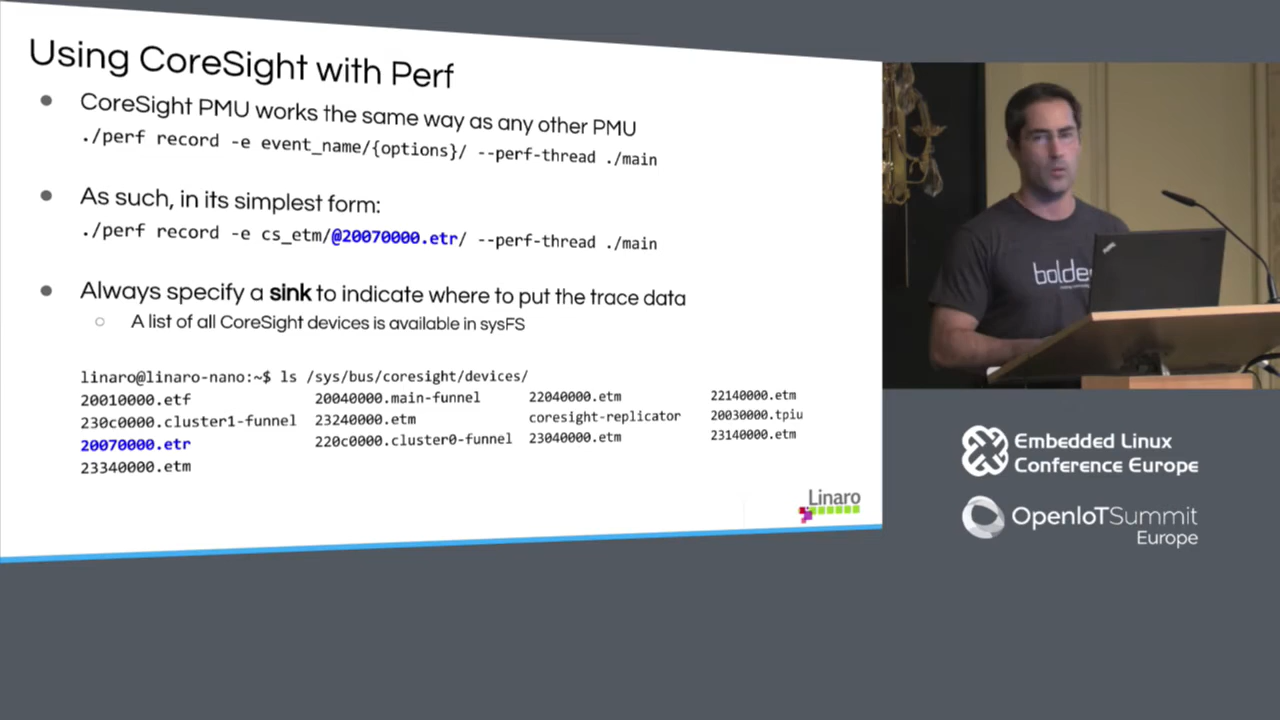 Using CoreSight with Perf
CoreSight PMU works the same way as any other PMU
./perf record -e event_name/{options}/ --perf-thread ./main
As such, in its simplest form:
./perf record -e cs_etm/@20070000.etr/ --perf-thread ./main
Always specify a sink to indicate where to put the trace data
A list of all CoreSight devices is available in sysFS
linaro@linaro-nano:~$ ls /sys/bus/coresight/devices/
20010000.etf 20040000.main-funnel 22040000.etm 22140000.etm
230c0000.cluster1-funnel 23240000.etm coresight-replicator 20030000.tpiu
20070000.etr 220c0000.cluster0-funnel 23040000.etm 23140000.etm
23340000.etm
Linaro
bolde
Embedded Linux
Conference Europe
OpenIoTSummit
Europe